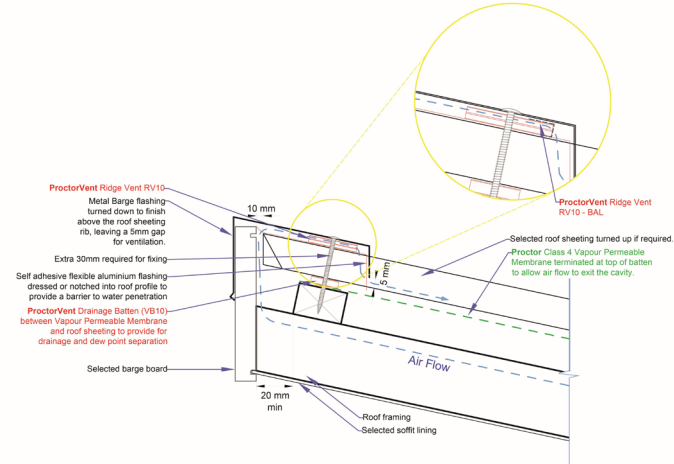 ProctorVent Ridge Vent RV10
Metal Barge flashing
turned down to finish
above the roof sheeting
rib, leaving a 5mm gap
for ventilation.
Extra 30mm required for fixing
Self adhesive flexible aluminium flashing
dressed or notched into roof profile to
provide a barrier to water penetration
ProctorVent Drainage Batten (VB10)
between Vapour Permeable Membrane
and roof sheeting to provide for
drainage and dew point separation
Selected barge board
10 mm
5 mm
20 mm
min
Air Flow
Roof framing
Selected soffit lining
ProctorVent Ridge Vent
RV10 - BAL
Selected roof sheeting turned up if required.
Proctor Class 4 Vapour Permeable
Membrane terminated at top of batten
to allow air flow to exit the cavity.